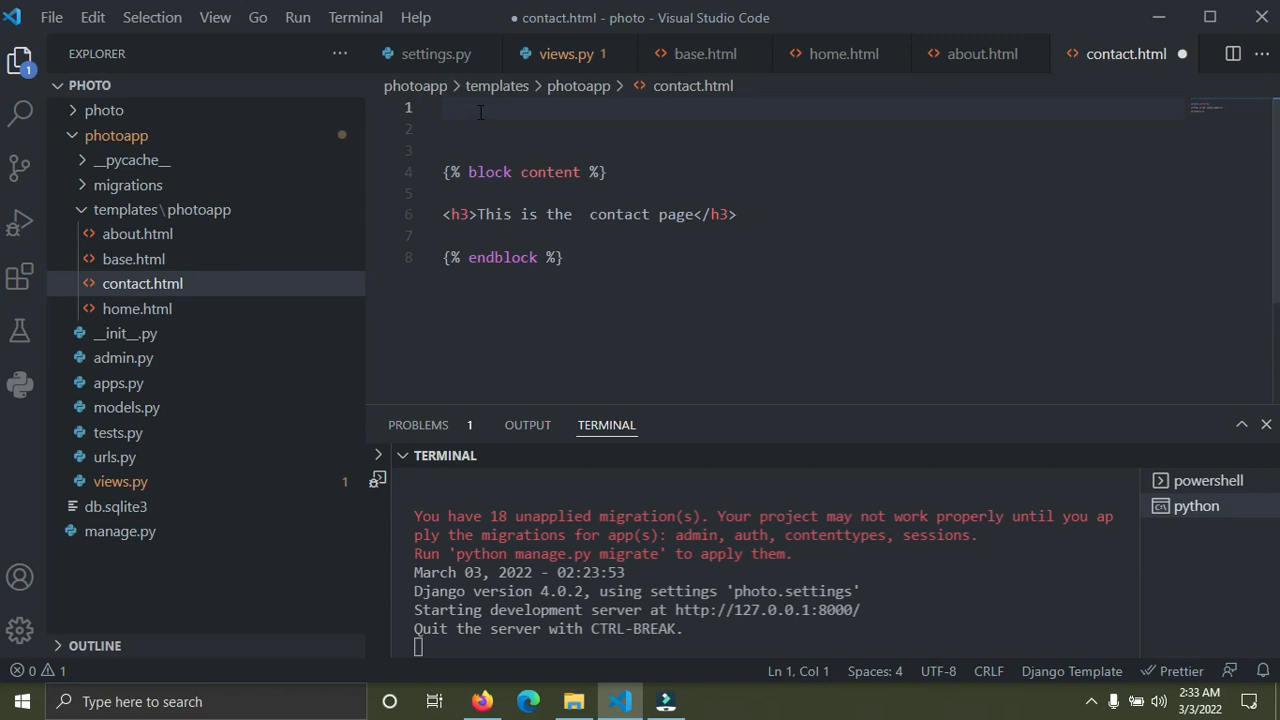 File Edit Selection View Go Run Terminal Help
● contact.html - photo - Visual Studio Code
EXPLORER
settings.py
views.py 1
base.html
home.html
about.html
contact.html
photoapp > templates > photoapp > contact.html
PHOTO
photo
photoapp
__pycache__
migrations
templates\photoapp
about.html
base.html
contact.html
home.html
__init__.py
admin.py
apps.py
models.py
tests.py
urls.py
views.py 1
db.sqlite3
manage.py
OUTLINE
1
1
2
3
4 {% block content %}
5
6 <h3>This is the  contact page</h3>
7
8 {% endblock %}
PROBLEMS 1 OUTPUT TERMINAL
TERMINAL
You have 18 unapplied migration(s). Your project may not work properly until you ap
ply the migrations for app(s): admin, auth, contenttypes, sessions.
Run 'python manage.py migrate' to apply them.
March 03, 2022 - 02:23:53
Django version 4.0.2, using settings 'photo.settings'
Starting development server at http://127.0.0.1:8000/
Quit the server with CTRL-BREAK.
powershell
python
0 1
Ln 1, Col 1 Spaces: 4 UTF-8 CRLF Django Template Prettier
Type here to search
2:33 AM
3/3/2022